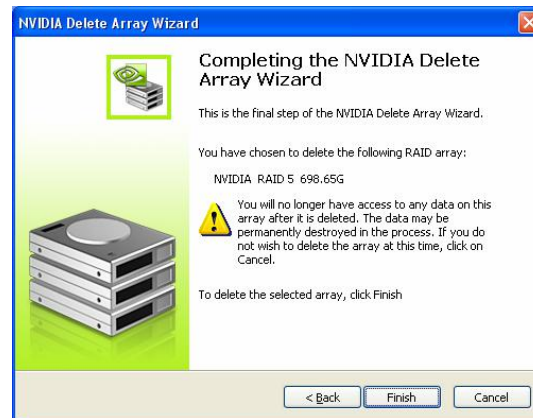 NVIDIA Delete Array Wizard
Completing the NVIDIA Delete
Array Wizard
This is the final step of the NVIDIA Delete Array Wizard.
You have chosen to delete the following RAID array:
NVIDIA RAID 5 698.65G
You will no longer have access to any data on this
array after it is deleted. The data may be
permanently destroyed in the process. If you do
not wish to delete the array at this time, click on
Cancel.
To delete the selected array, click Finish
< Back
Finish
Cancel